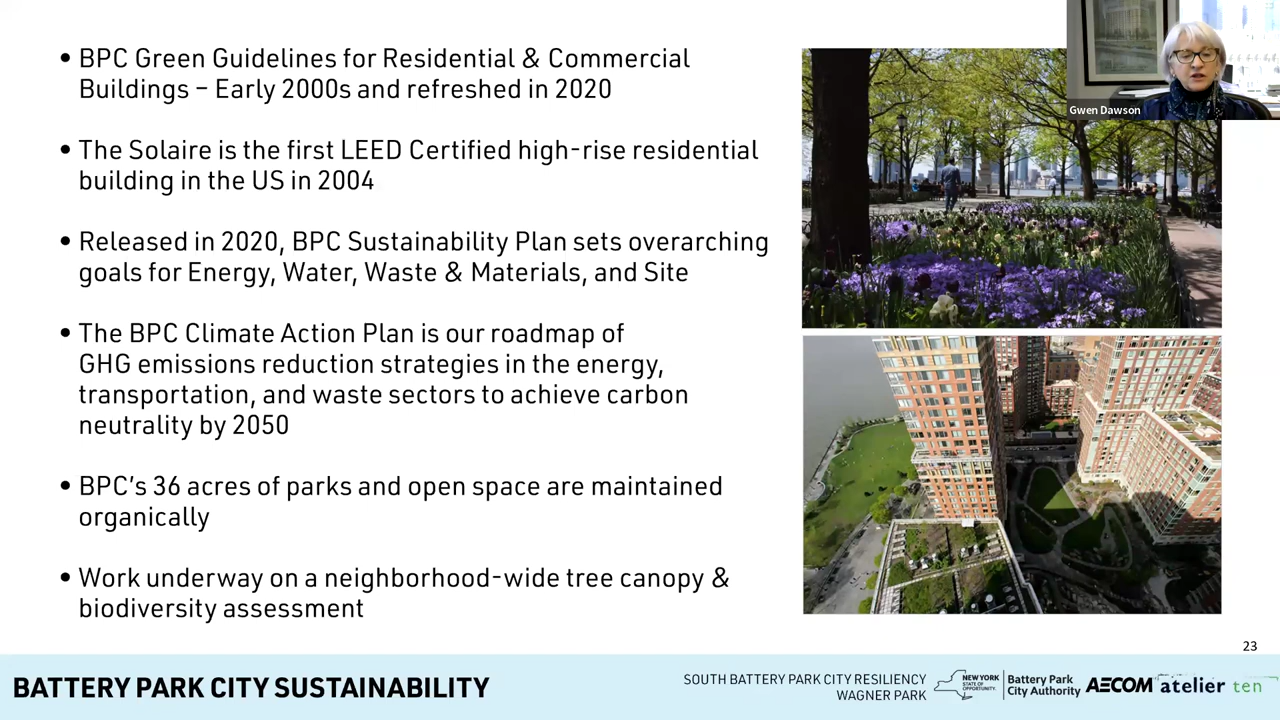 • BPC Green Guidelines for Residential & Commercial
Buildings – Early 2000s and refreshed in 2020
• The Solaire is the first LEED Certified high-rise residential
building in the US in 2004
• Released in 2020, BPC Sustainability Plan sets overarching
goals for Energy, Water, Waste & Materials, and Site
• The BPC Climate Action Plan is our roadmap of
GHG emissions reduction strategies in the energy,
transportation, and waste sectors to achieve carbon
neutrality by 2050
• BPC's 36 acres of parks and open space are maintained
organically
• Work underway on a neighborhood-wide tree canopy &
biodiversity assessment
Gwen Dawson
23
BATTERY PARK CITY SUSTAINABILITY
SOUTH BATTERY PARK CITY RESILIENCY
WAGNER PARK
NEW YORK
STATE OF
OPPORTUNITY.
Battery Park
City Authority
AECOM
atelier ten